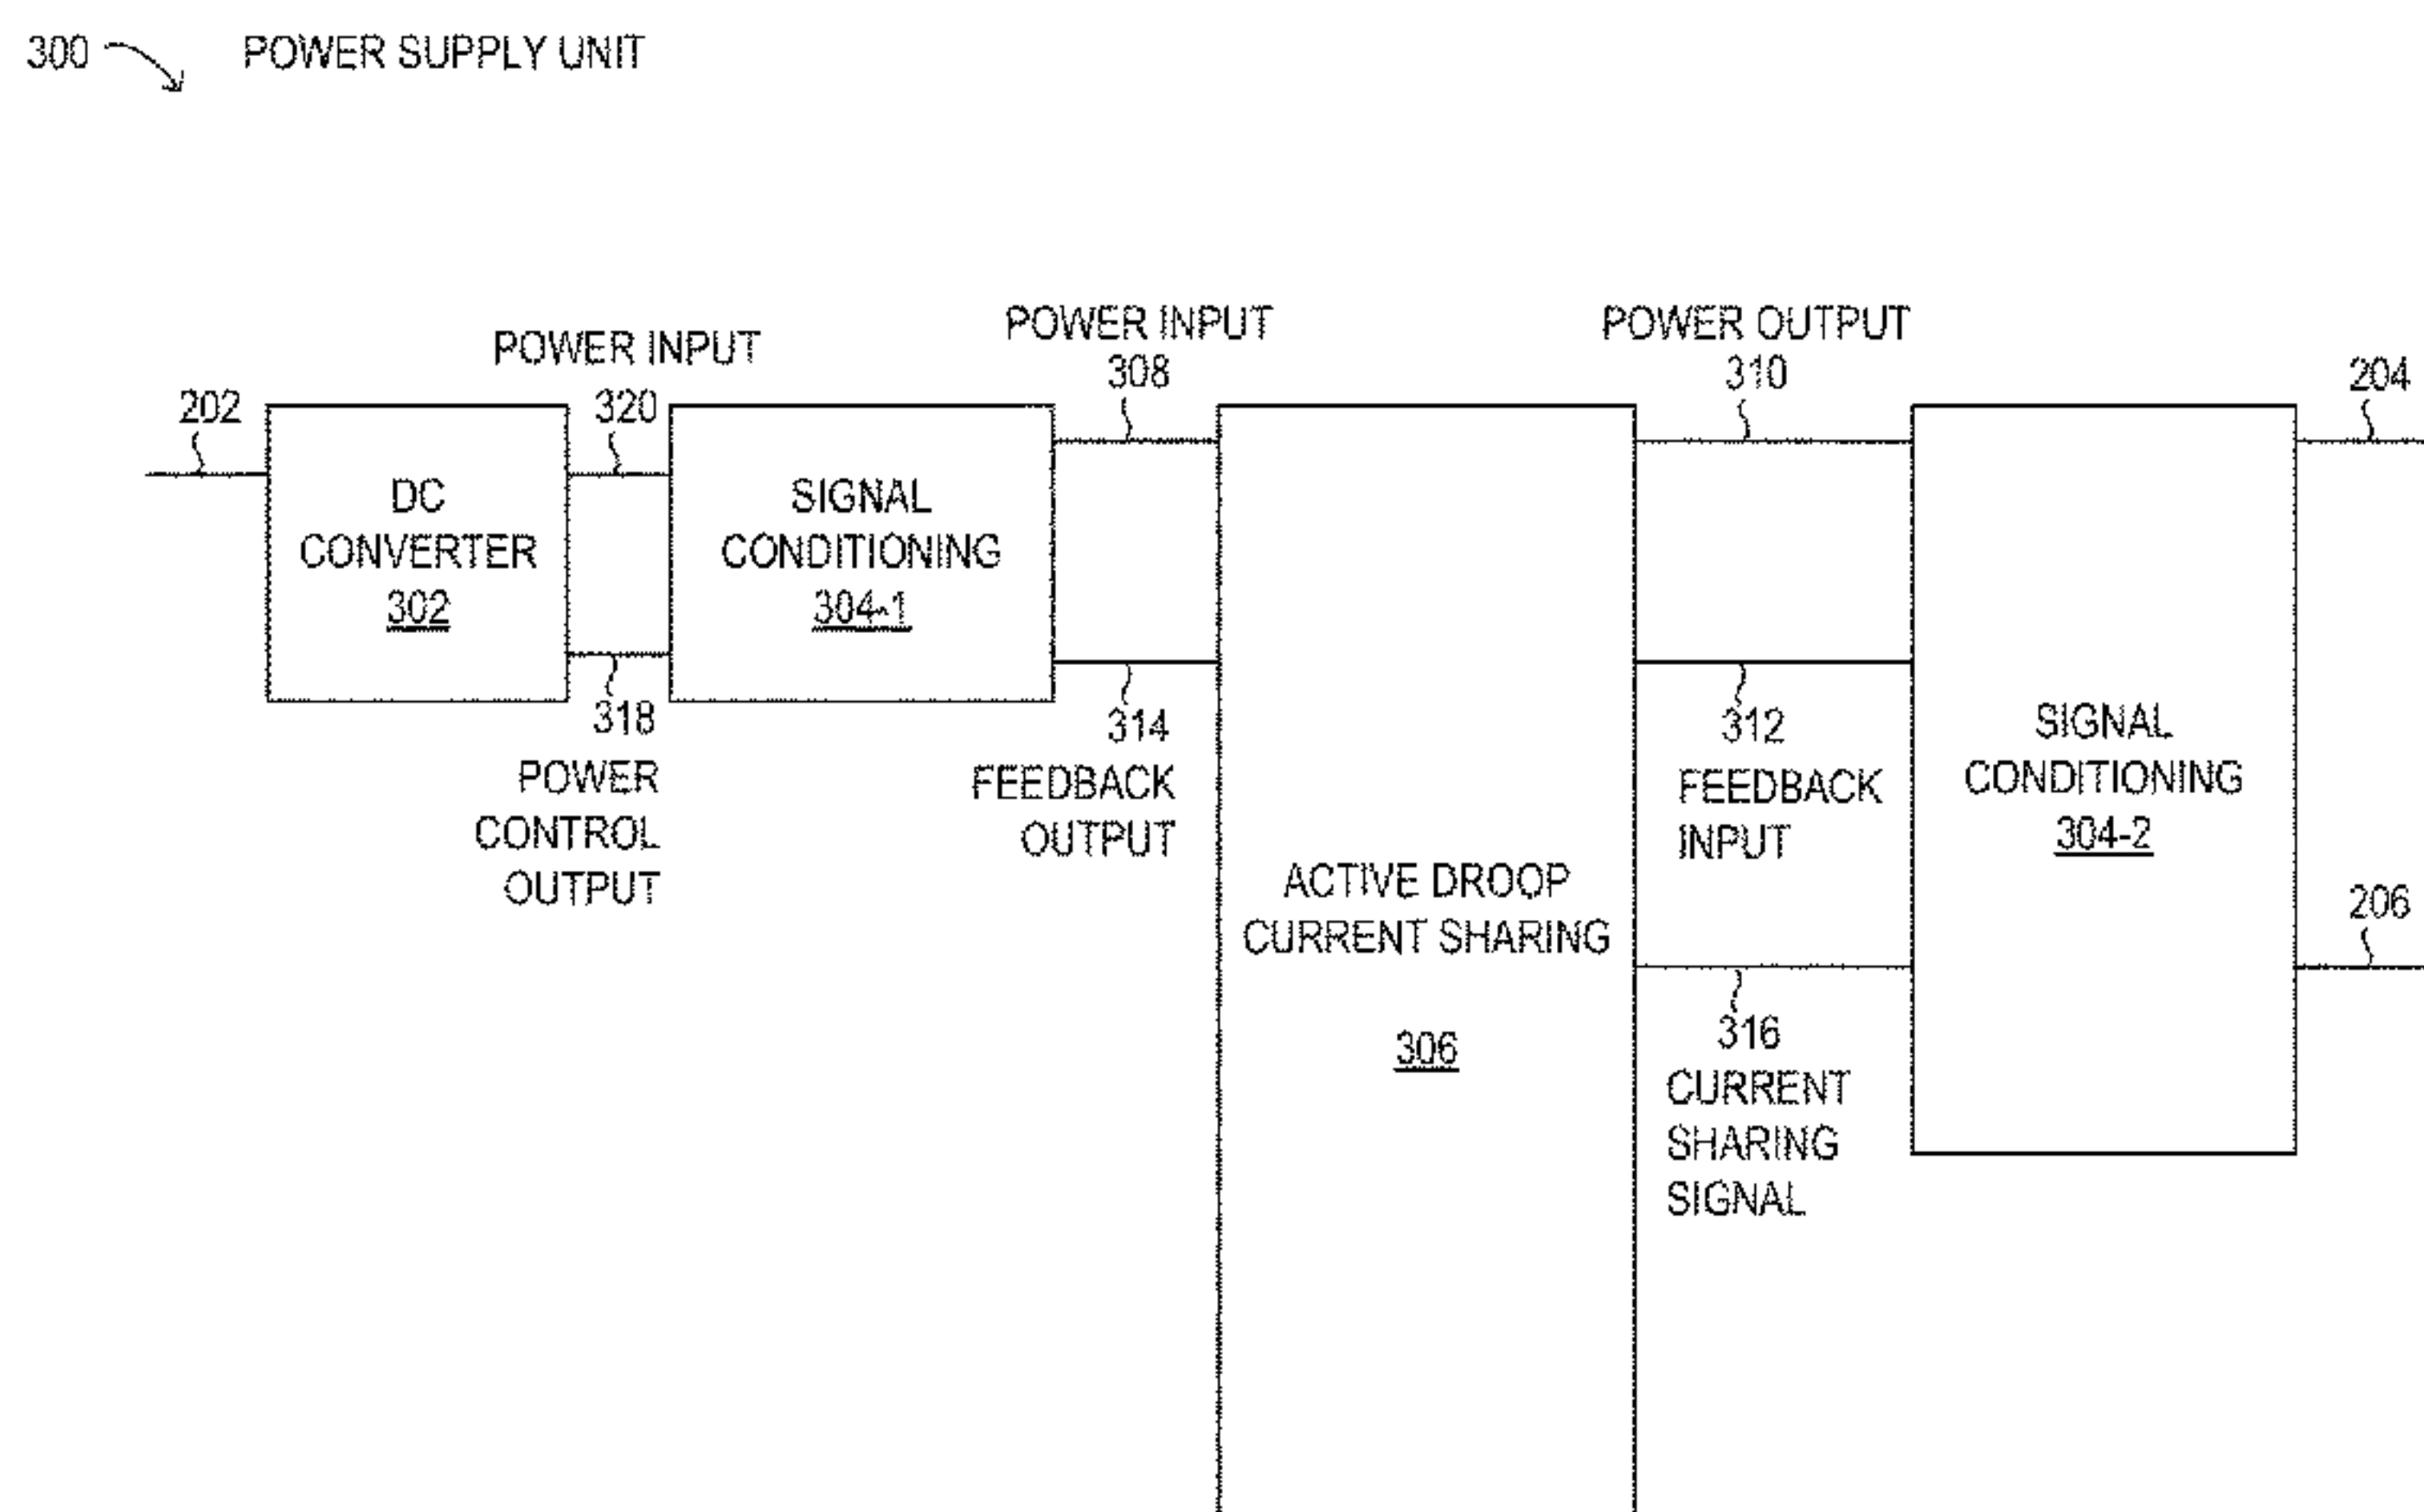 300 POWER SUPPLY UNIT
POWER INPUT
320
202
DC
CONVERTER
302
318
POWER
CONTROL
OUTPUT
SIGNAL
CONDITIONING
304-1
POWER INPUT
308
314
FEEDBACK
OUTPUT
ACTIVE DROOP
CURRENT SHARING
306
POWER OUTPUT
310
312
FEEDBACK
INPUT
316
CURRENT
SHARING
SIGNAL
SIGNAL
CONDITIONING
304-2
204
206